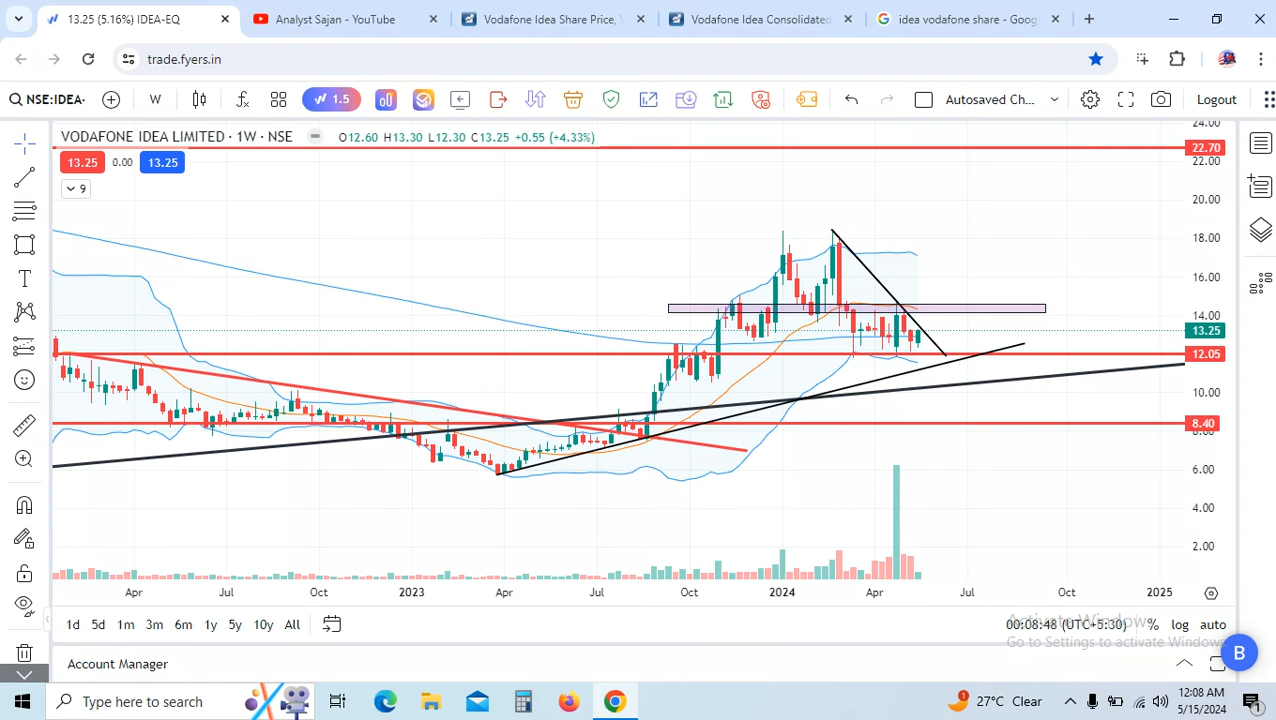 13.25 (5.16%) IDEA-EQ
Analyst Sajan - YouTube
Vodafone Idea Share Price, V
Vodafone Idea Consolidated
idea vodafone share - Goog
trade.fyers.in
NSE:IDEA-
W
1.5
Autosaved Ch...
Logout
VODAFONE IDEA LIMITED · 1W · NSE O12.60 H13.30 L12.30 C13.25 +0.55 (+4.33%)
13.25 0.00 13.25
9
24.00
22.70
22.00
20.00
18.00
16.00
14.00
13.25
12.05
10.00
8.40
8.00
6.00
4.00
2.00
Apr Jul Oct 2023 Apr Jul Oct 2024 Apr Jul Oct 2025
1d 5d 1m 3m 6m 1y 5y 10y All
00:08:48 (UTC+5:30) % log auto
Activate Windows
Go to Settings to activate Windows.
B
Account Manager
Type here to search
1
27°C Clear
12:08 AM
5/15/2024
1